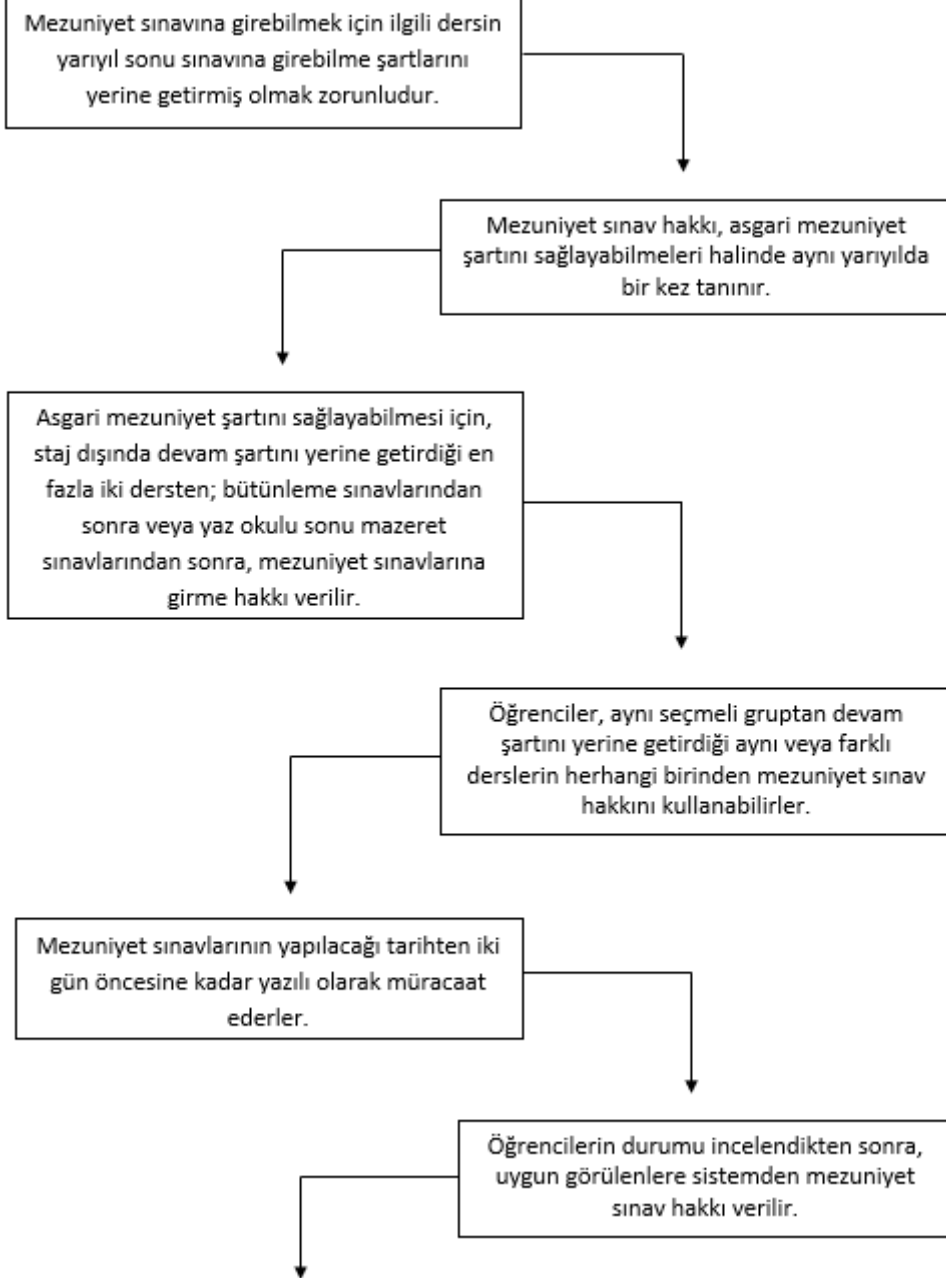 Mezuniyet sınavına girebilmek için ilgili dersin
yarıyıl sonu sınavına girebilme şartlarını
yerine getirmiş olmak zorunludur.
Mezuniyet sınav hakkı, asgari mezuniyet
şartını sağlayabilmeleri halinde aynı yarıyılda
bir kez tanınır.
Asgari mezuniyet şartını sağlayabilmesi için,
staj dışında devam şartını yerine getirdiği en
fazla iki dersten; bütünleme sınavlarından
sonra veya yaz okulu sonu mazeret
sınavlarından sonra, mezuniyet sınavlarına
girme hakkı verilir.
Öğrenciler, aynı seçmeli gruptan devam
şartını yerine getirdiği aynı veya farklı
derslerin herhangi birinden mezuniyet sınav
hakkını kullanabilirler.
Mezuniyet sınavlarının yapılacağı tarihten iki
gün öncesine kadar yazılı olarak müracaat
ederler.
Öğrencilerin durumu incelendikten sonra,
uygun görülenlere sistemden mezuniyet
sınav hakkı verilir.